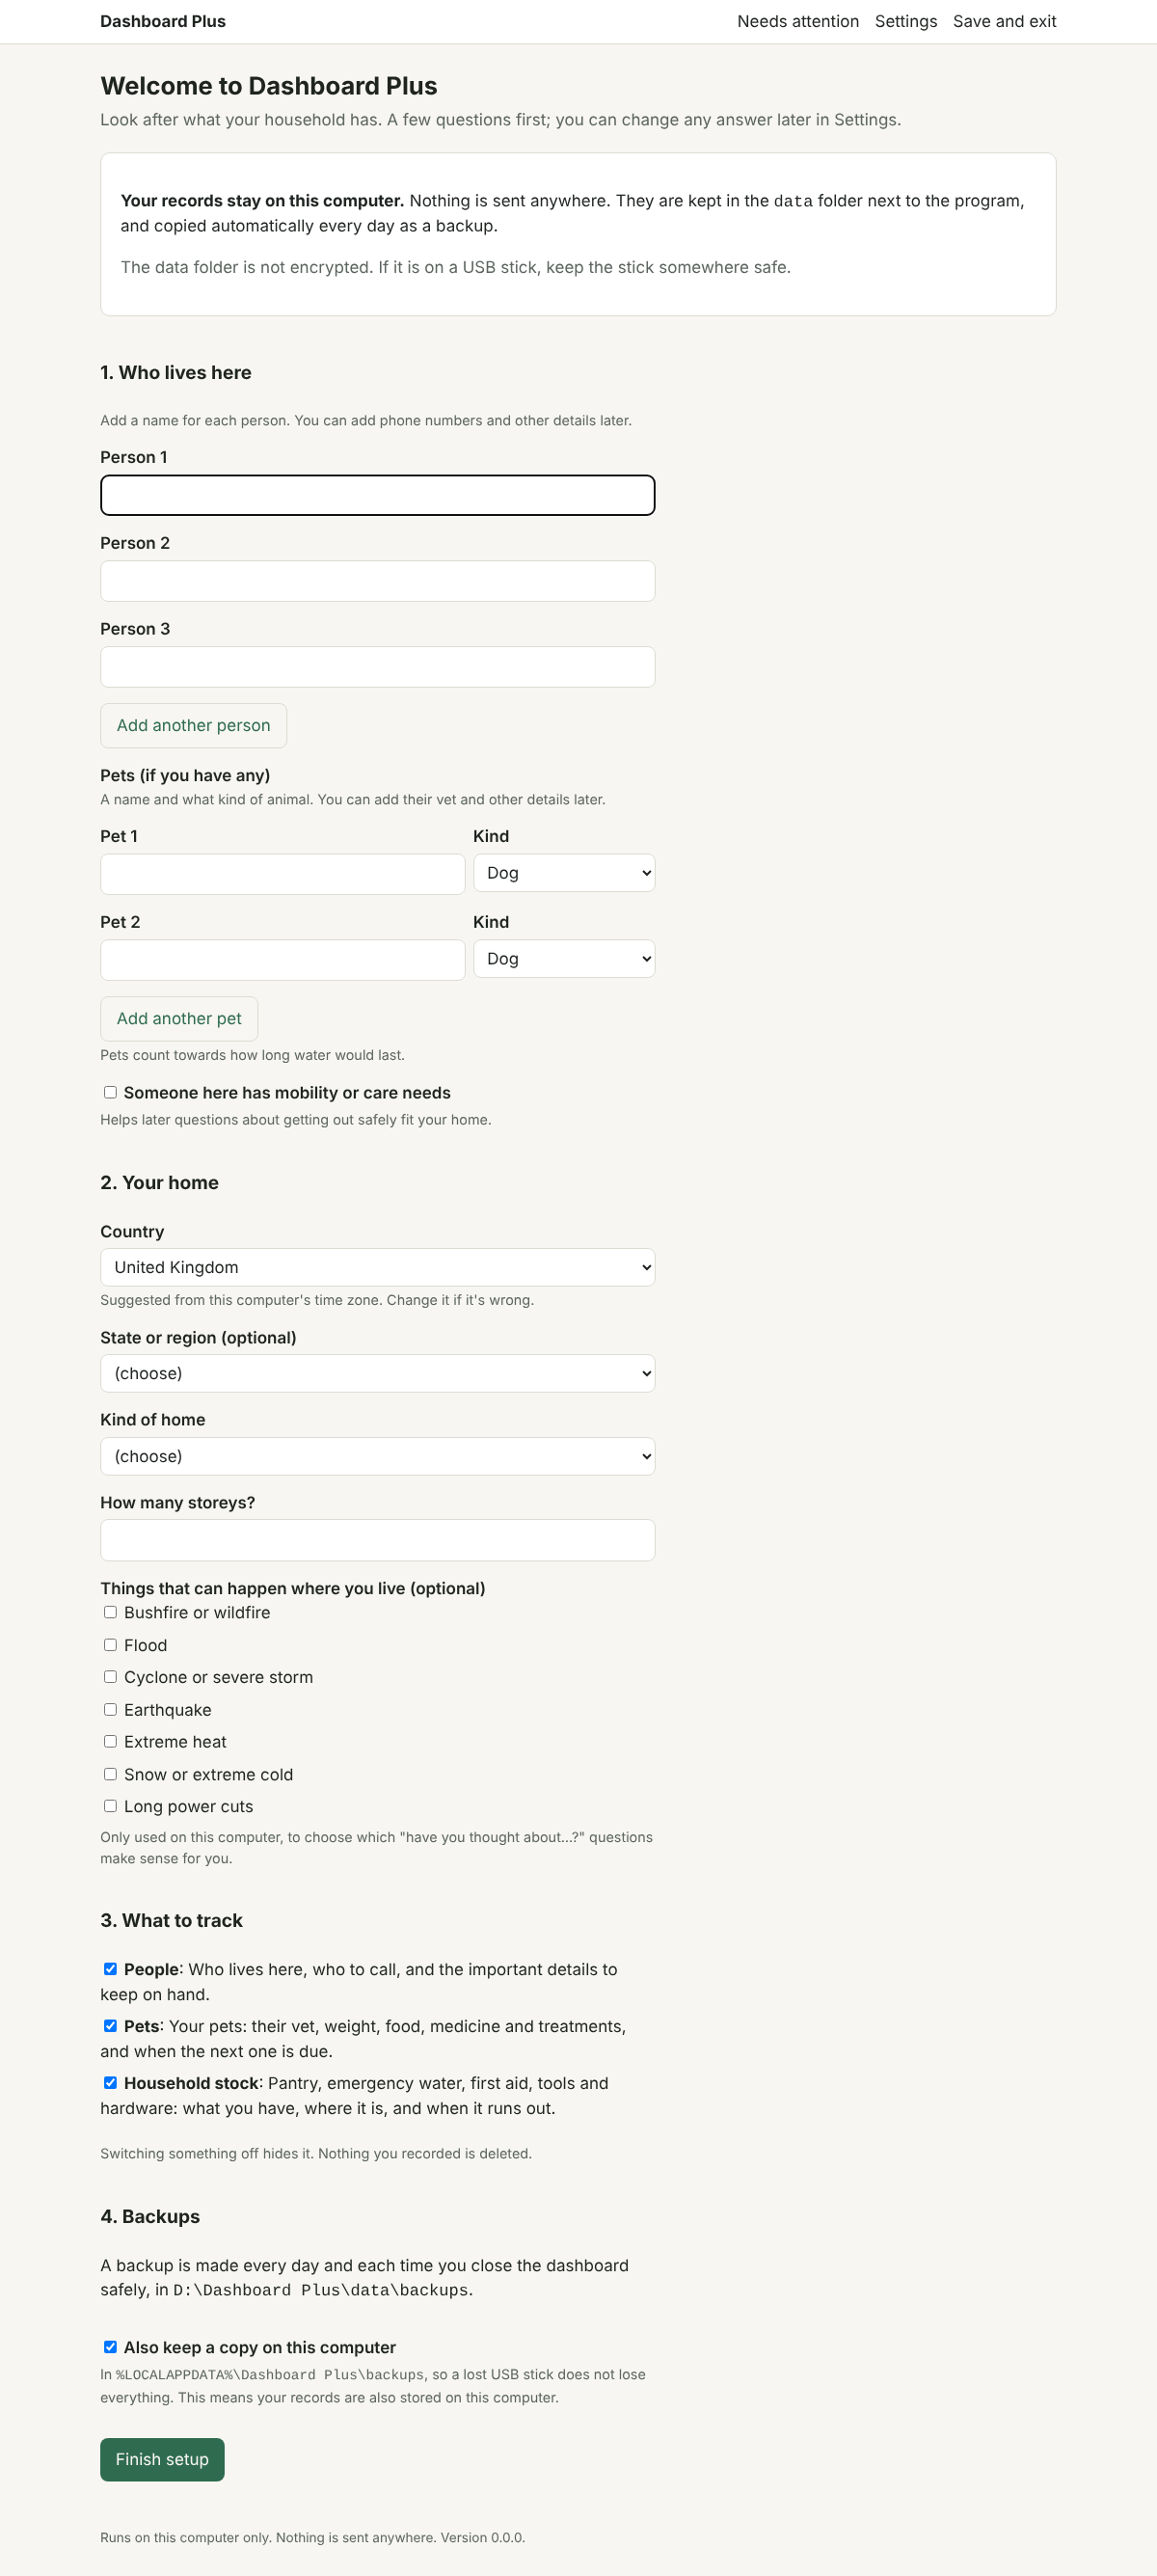 Dashboard Plus
Needs attention Settings Save and exit
Welcome to Dashboard Plus
Look after what your household has. A few questions first; you can change any answer later in Settings.
Your records stay on this computer. Nothing is sent anywhere. They are kept in the data folder next to the program,
and copied automatically every day as a backup.
The data folder is not encrypted. If it is on a USB stick, keep the stick somewhere safe.
1. Who lives here
Add a name for each person. You can add phone numbers and other details later.
Person 1
Person 2
Person 3
Add another person
Pets (if you have any)
A name and what kind of animal. You can add their vet and other details later.
Pet 1 Kind
Dog
Pet 2 Kind
Dog
Add another pet
Pets count towards how long water would last.
Someone here has mobility or care needs
Helps later questions about getting out safely fit your home.
2. Your home
Country
United Kingdom
Suggested from this computer's time zone. Change it if it's wrong.
State or region (optional)
(choose)
Kind of home
(choose)
How many storeys?
Things that can happen where you live (optional)
Bushfire or wildfire
Flood
Cyclone or severe storm
Earthquake
Extreme heat
Snow or extreme cold
Long power cuts
Only used on this computer, to choose which "have you thought about...?" questions
make sense for you.
3. What to track
People: Who lives here, who to call, and the important details to
keep on hand.
Pets: Your pets: their vet, weight, food, medicine and treatments,
and when the next one is due.
Household stock: Pantry, emergency water, first aid, tools and
hardware: what you have, where it is, and when it runs out.
Switching something off hides it. Nothing you recorded is deleted.
4. Backups
A backup is made every day and each time you close the dashboard
safely, in D:\Dashboard Plus\data\backups.
Also keep a copy on this computer
In %LOCALAPPDATA%\Dashboard Plus\backups, so a lost USB stick does not lose
everything. This means your records are also stored on this computer.
Finish setup
Runs on this computer only. Nothing is sent anywhere. Version 0.0.0.